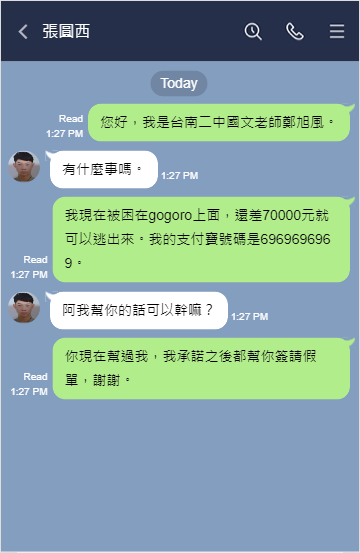 張圓西
Today
您好，我是台南二中國文老師鄭旭風。
Read
1:27 PM
有什麼事嗎。
1:27 PM
我現在被困在gogoro上面，還差70000元就
可以逃出來。我的支付寶號碼是696969696
9。
Read
1:27 PM
阿我幫你的話可以幹嘛？
1:27 PM
你現在幫過我，我承諾之後都幫你簽請假
單，謝謝。
Read
1:27 PM